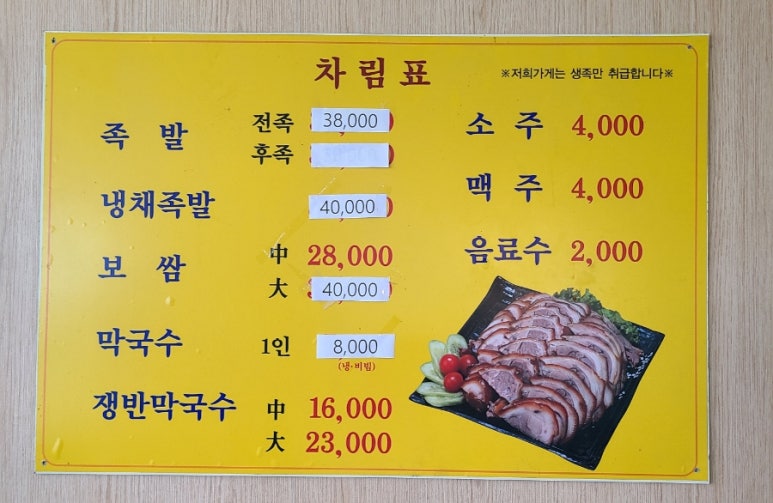 차림표
※저희가게는 생족만 취급합니다※
족 발 전족 38,000
후족
냉채족발 40,000
보 쌈 中 28,000
大 40,000
막국수 1인 8,000
(냉·비빔)
쟁반막국수 中 16,000
大 23,000
소 주 4,000
맥 주 4,000
음료수 2,000